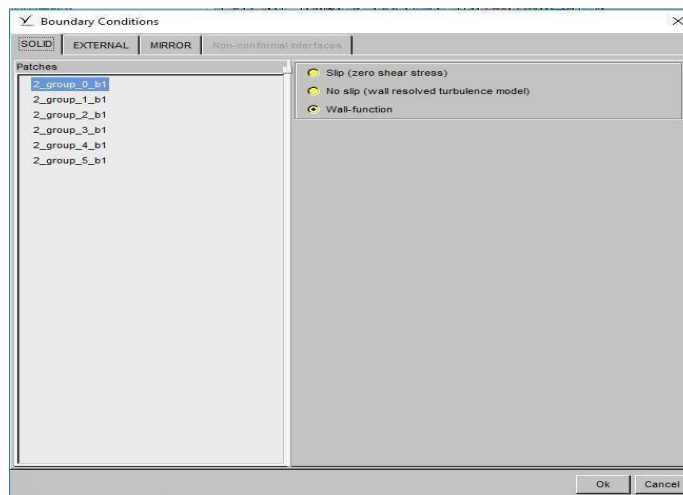 Boundary Conditions
SOLID EXTERNAL MIRROR Non-conformal interfaces
Patches
2_group_0_b1
2_group_1_b1
2_group_2_b1
2_group_3_b1
2_group_4_b1
2_group_5_b1
Slip (zero shear stress)
No slip (wall resolved turbulence model)
Wall-function
Ok Cancel